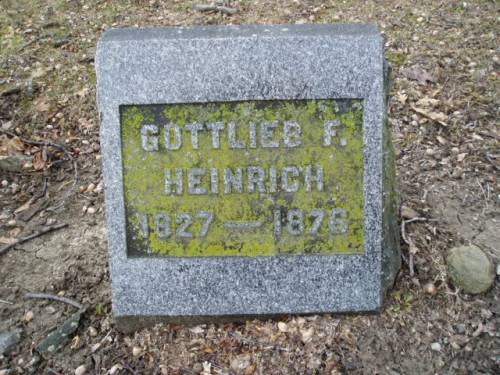 GOTTLIEB F.
HEINRICH
1827 — 1876